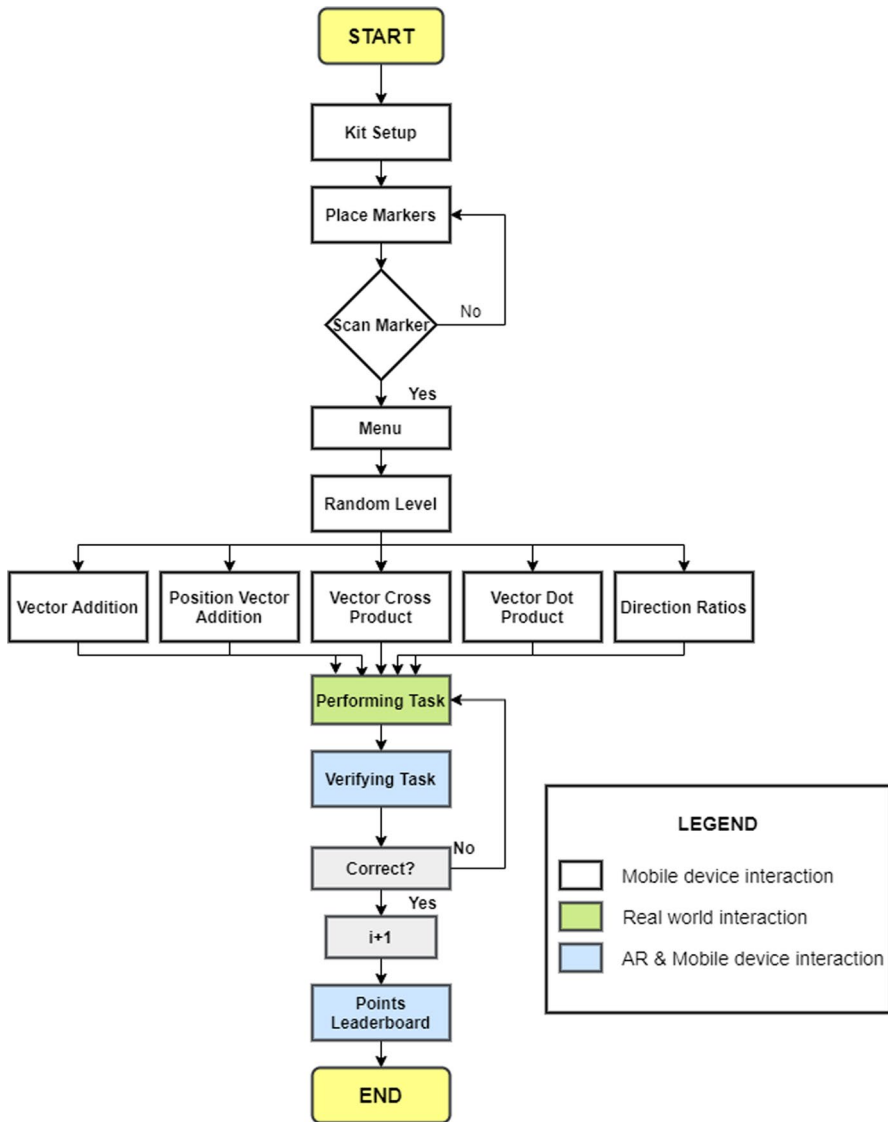 START
Kit Setup
Place Markers
Scan Marker
No
Yes
Menu
Random Level
Vector Addition
Position Vector
Addition
Vector Cross
Product
Vector Dot
Product
Direction Ratios
Performing Task
Verifying Task
No
Correct?
Yes
i+1
Points
Leaderboard
END
LEGEND
Mobile device interaction
Real world interaction
AR & Mobile device interaction